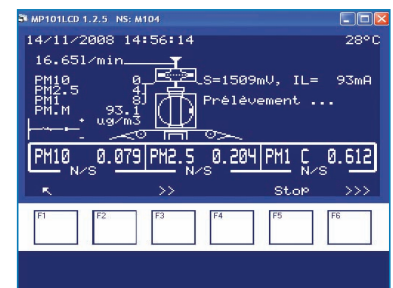 MP101LCD 1.2.5 NS: M104
14/11/2008 14:56:14 28°C
16.65l/min
PM10 0 S=1509mV, IL= 93mA
PM2.5 4
PM1 8 Prélèvement ...
PM.M 93.1
ug/m3
+
-
PM10 0.079 PM2.5 0.204 PM1 C 0.612
N/S N/S N/S
↖ >> Stop >>>
F1 F2 F3 F4 F5 F6